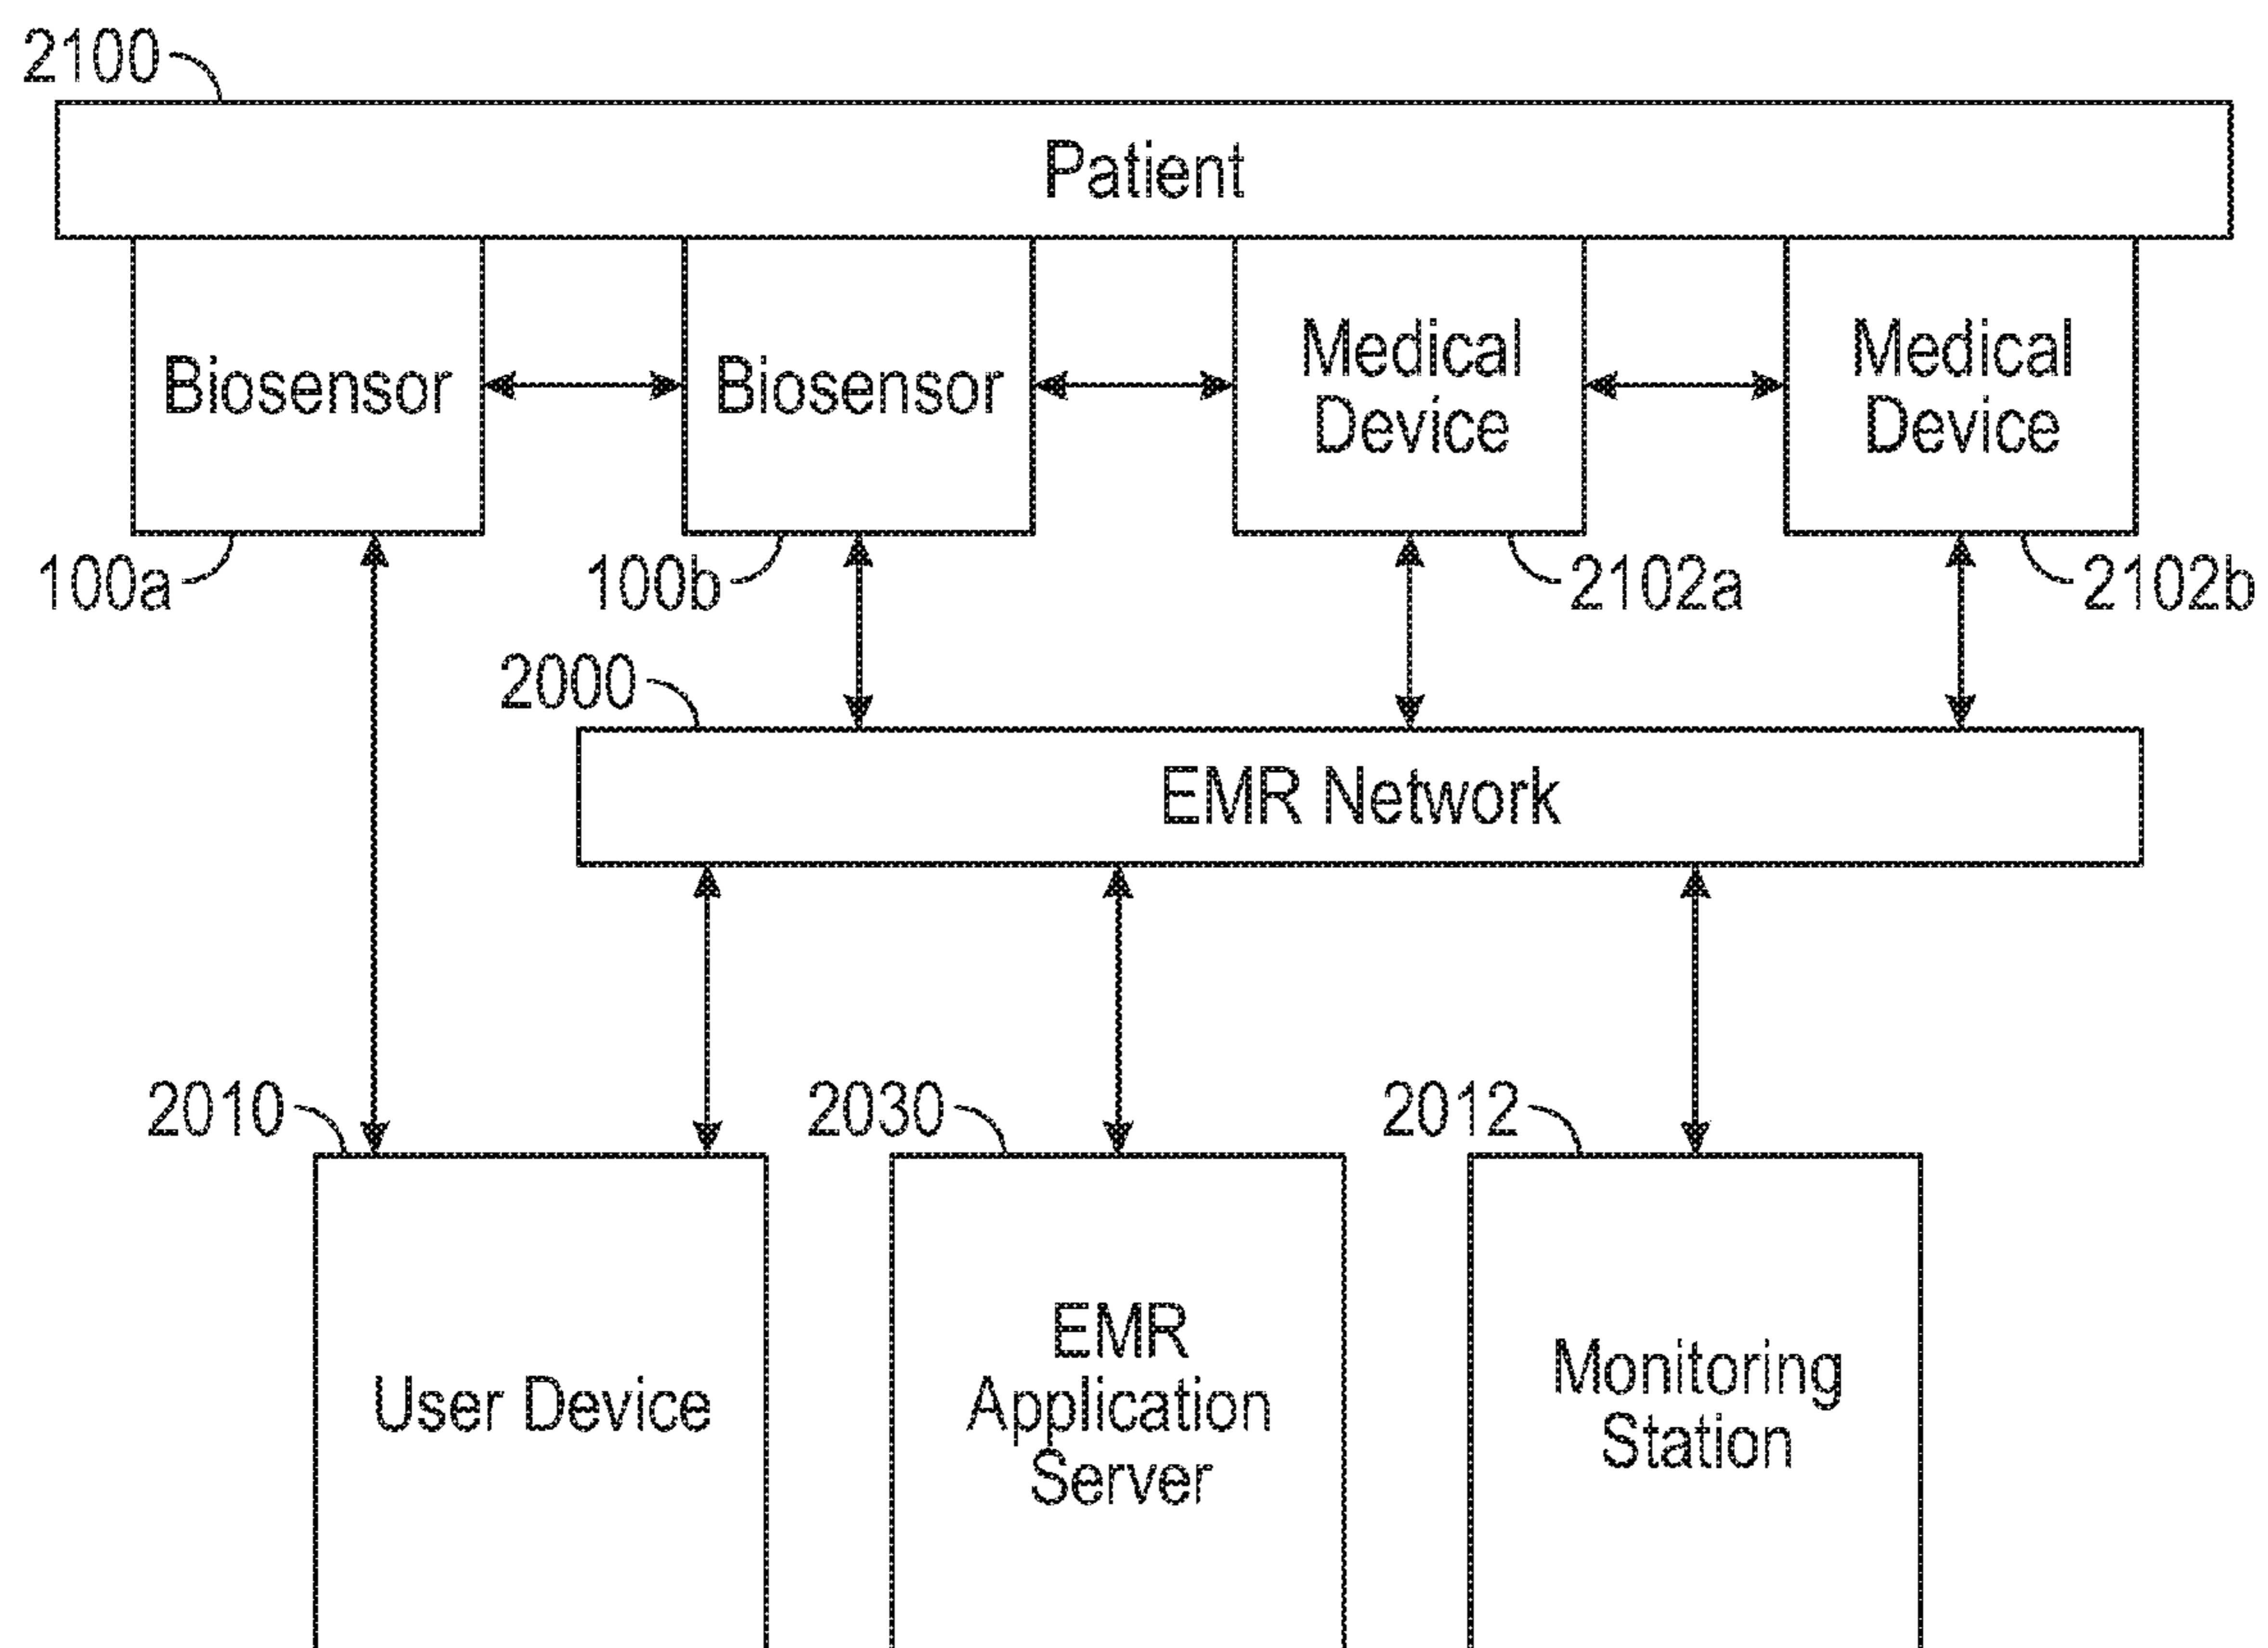 2100
Patient
Biosensor
Biosensor
Medical
Device
Medical
Device
100a
100b
2102a
2102b
2000
EMR Network
2010
2030
2012
User Device
EMR
Application
Server
Monitoring
Station